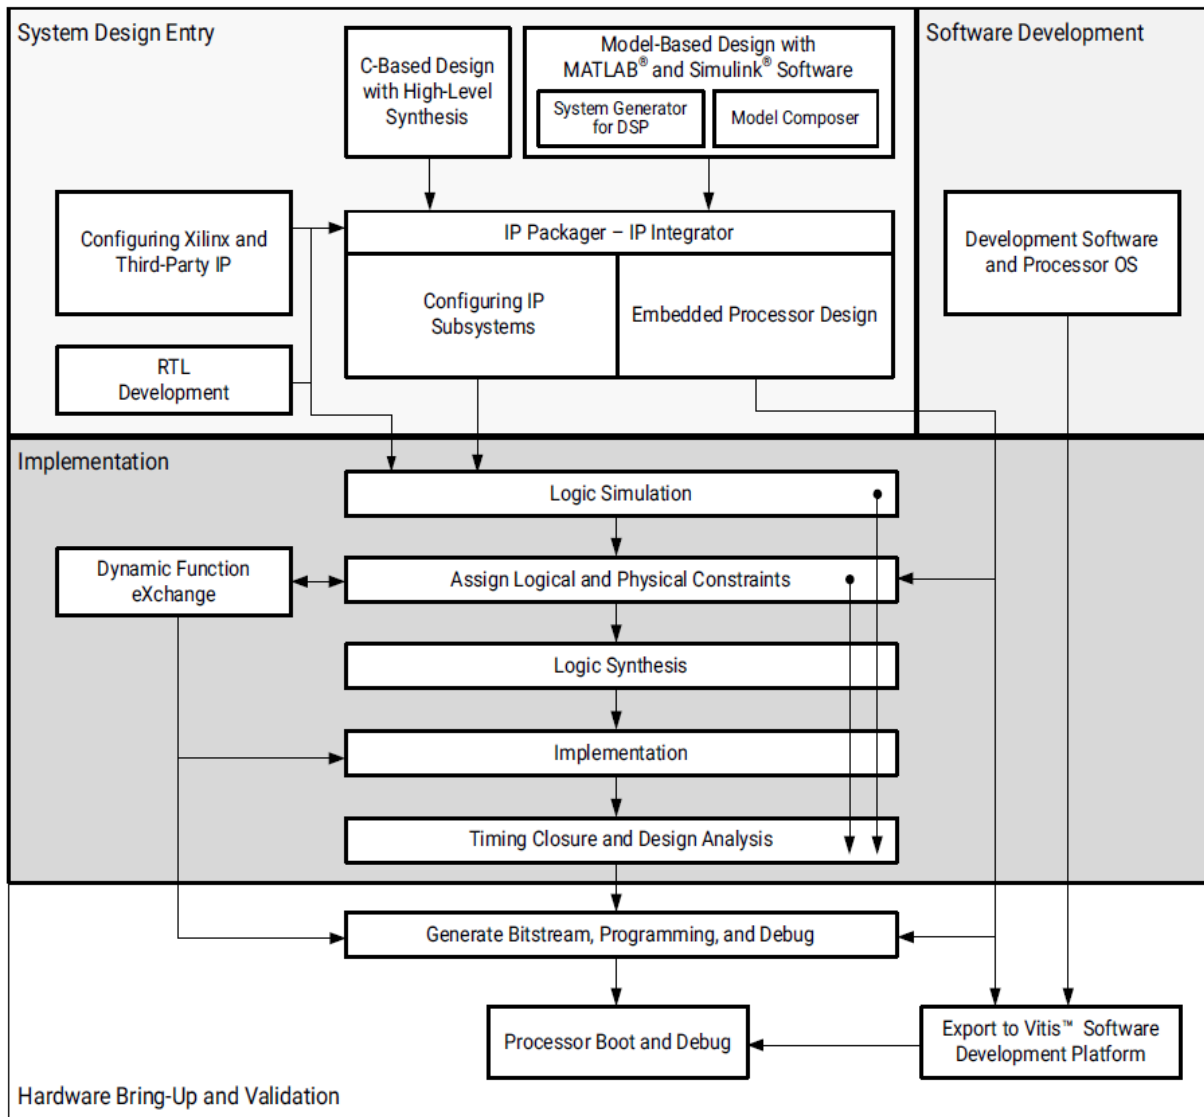 System Design Entry
Software Development
C-Based Design
with High-Level
Synthesis
Model-Based Design with
MATLAB® and Simulink® Software
System Generator
for DSP
Model Composer
Configuring Xilinx and
Third-Party IP
IP Packager – IP Integrator
Configuring IP
Subsystems
Embedded Processor Design
Development Software
and Processor OS
RTL
Development
Implementation
Logic Simulation
Dynamic Function
eXchange
Assign Logical and Physical Constraints
Logic Synthesis
Implementation
Timing Closure and Design Analysis
Generate Bitstream, Programming, and Debug
Processor Boot and Debug
Export to Vitis™ Software
Development Platform
Hardware Bring-Up and Validation